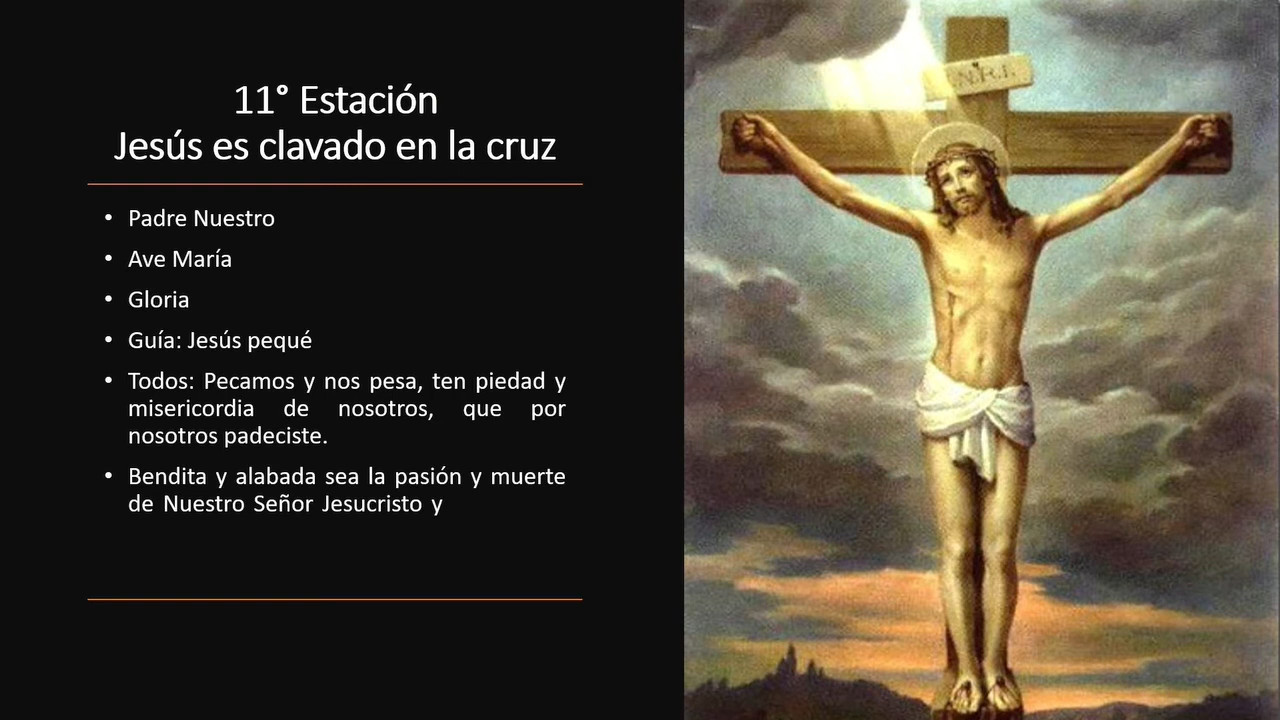 11° Estación
Jesús es clavado en la cruz
• Padre Nuestro
• Ave María
• Gloria
• Guía: Jesús pequé
• Todos: Pecamos y nos pesa, ten piedad y
misericordia de nosotros, que por
nosotros padeciste.
• Bendita y alabada sea la pasión y muerte
de Nuestro Señor Jesucristo y
I.N.R.I.